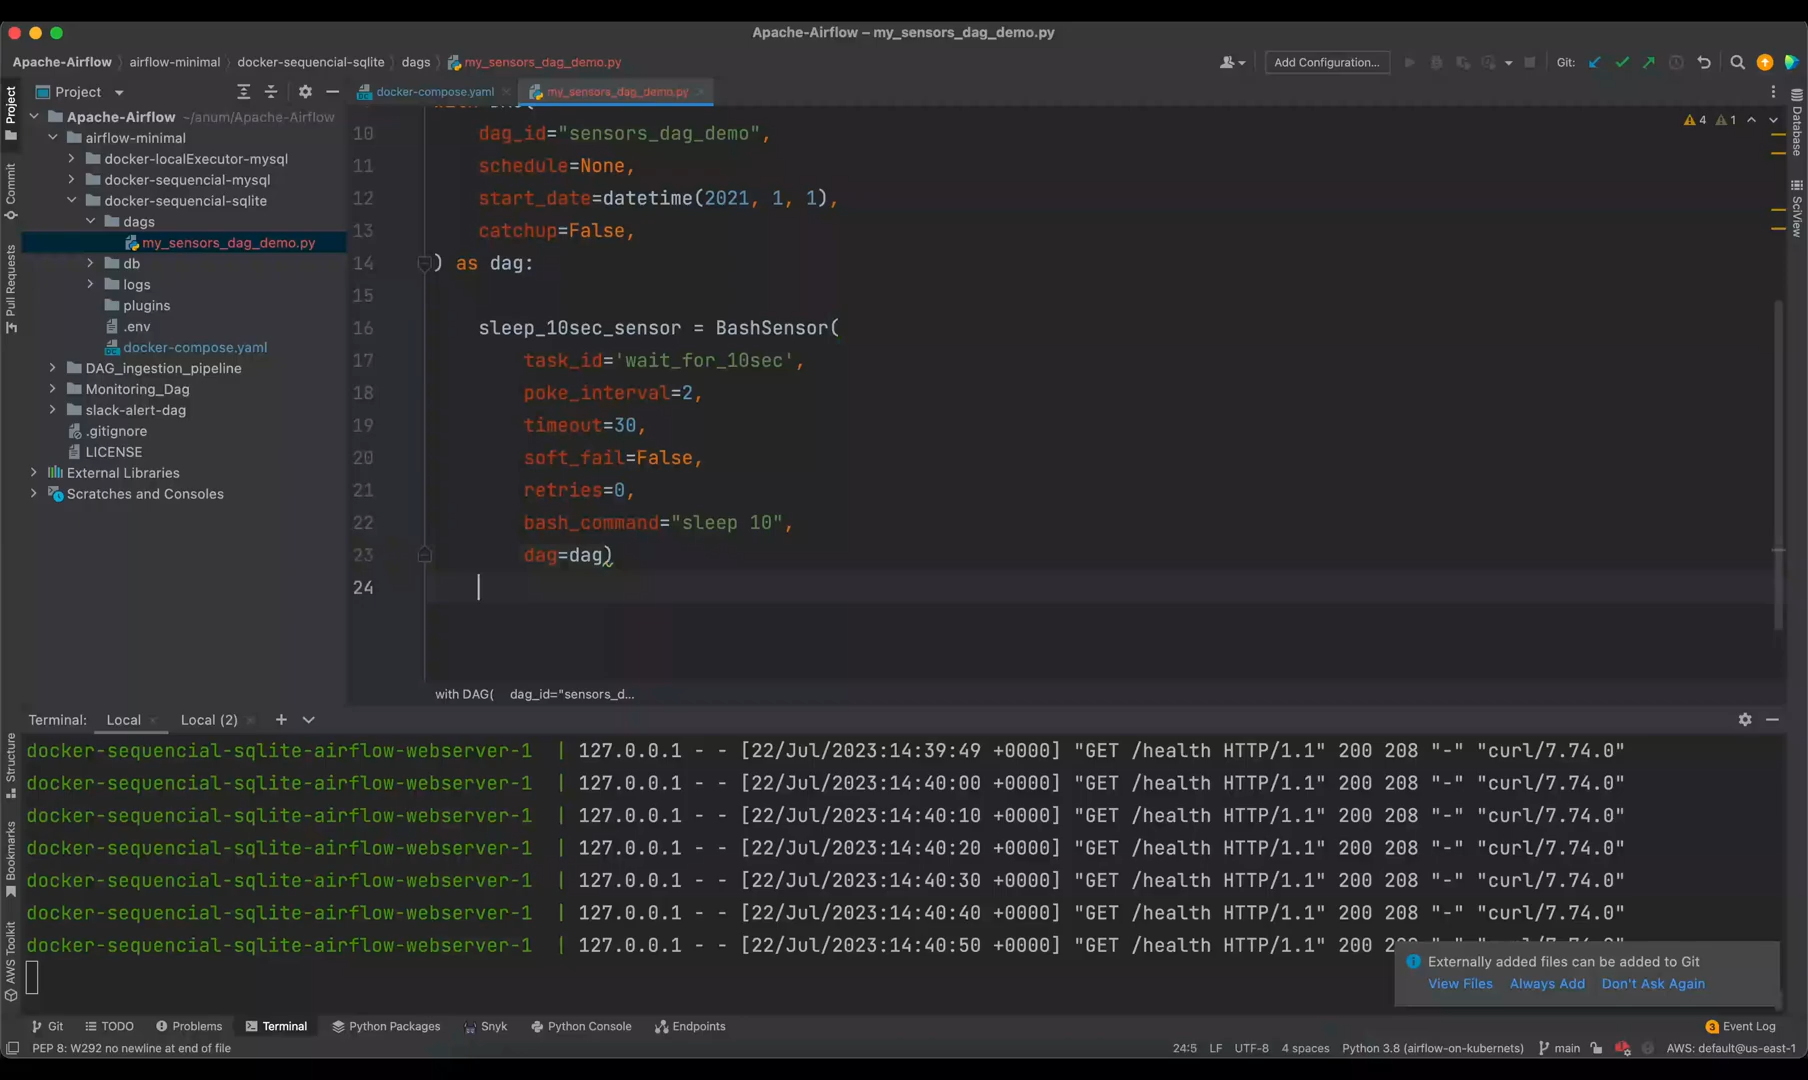 Apache-Airflow – my_sensors_dag_demo.py
Apache-Airflow
airflow-minimal
docker-sequencial-sqlite
dags
my_sensors_dag_demo.py
Add Configuration...
Git:
Project
docker-compose.yaml
my_sensors_dag_demo.py
Project
Commit
Pull Requests
Structure
Bookmarks
AWS Toolkit
Database
SciView
Apache-Airflow ~/anum/Apache-Airflow
airflow-minimal
docker-localExecutor-mysql
docker-sequencial-mysql
docker-sequencial-sqlite
dags
my_sensors_dag_demo.py
db
logs
plugins
.env
docker-compose.yaml
DAG_ingestion_pipeline
Monitoring_Dag
slack-alert-dag
.gitignore
LICENSE
External Libraries
Scratches and Consoles
4 1
10 dag_id="sensors_dag_demo",
11 schedule=None,
12 start_date=datetime(2021, 1, 1),
13 catchup=False,
14 ) as dag:
15
16 sleep_10sec_sensor = BashSensor(
17 task_id='wait_for_10sec',
18 poke_interval=2,
19 timeout=30,
20 soft_fail=False,
21 retries=0,
22 bash_command="sleep 10",
23 dag=dag)
24
with DAG( dag_id="sensors_d...
Terminal: Local Local (2)
docker-sequencial-sqlite-airflow-webserver-1 | 127.0.0.1 - - [22/Jul/2023:14:39:49 +0000] "GET /health HTTP/1.1" 200 208 "-" "curl/7.74.0"
docker-sequencial-sqlite-airflow-webserver-1 | 127.0.0.1 - - [22/Jul/2023:14:40:00 +0000] "GET /health HTTP/1.1" 200 208 "-" "curl/7.74.0"
docker-sequencial-sqlite-airflow-webserver-1 | 127.0.0.1 - - [22/Jul/2023:14:40:10 +0000] "GET /health HTTP/1.1" 200 208 "-" "curl/7.74.0"
docker-sequencial-sqlite-airflow-webserver-1 | 127.0.0.1 - - [22/Jul/2023:14:40:20 +0000] "GET /health HTTP/1.1" 200 208 "-" "curl/7.74.0"
docker-sequencial-sqlite-airflow-webserver-1 | 127.0.0.1 - - [22/Jul/2023:14:40:30 +0000] "GET /health HTTP/1.1" 200 208 "-" "curl/7.74.0"
docker-sequencial-sqlite-airflow-webserver-1 | 127.0.0.1 - - [22/Jul/2023:14:40:40 +0000] "GET /health HTTP/1.1" 200 208 "-" "curl/7.74.0"
docker-sequencial-sqlite-airflow-webserver-1 | 127.0.0.1 - - [22/Jul/2023:14:40:50 +0000] "GET /health HTTP/1.1" 200
Externally added files can be added to Git
View Files Always Add Don't Ask Again
Git TODO Problems Terminal Python Packages Snyk Python Console Endpoints 3 Event Log
PEP 8: W292 no newline at end of file 24:5 LF UTF-8 4 spaces Python 3.8 (airflow-on-kubernetes) main AWS: default@us-east-1